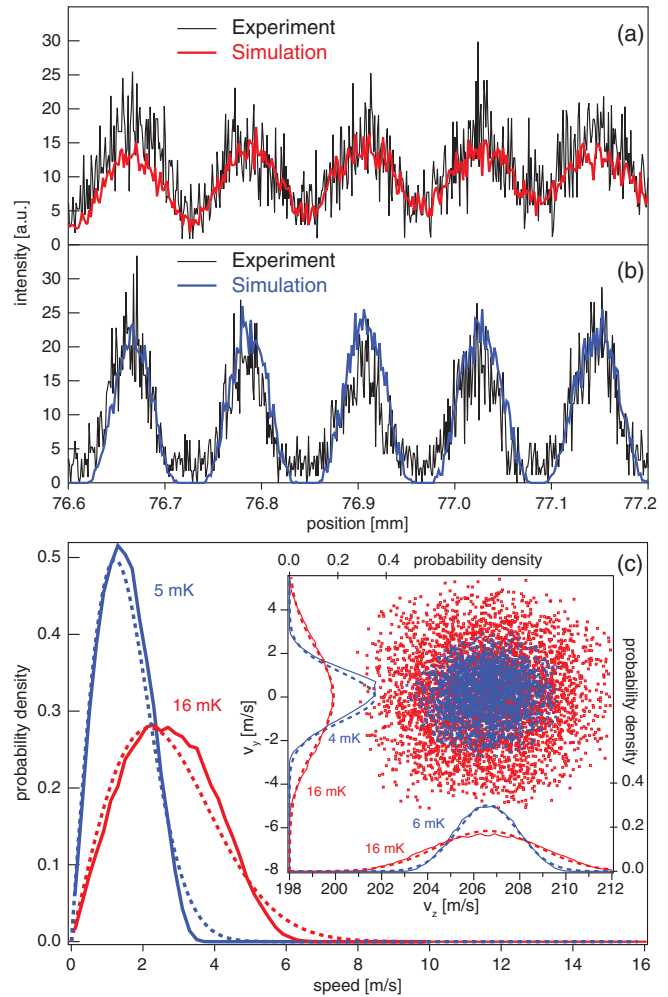 Experiment
Simulation
(a)
35
30
25
20
15
10
5
0
intensity [a.u.]
Experiment
Simulation
(b)
30
25
20
15
10
5
0
76.6 76.7 76.8 76.9 77.0 77.1 77.2
position [mm]
(c)
0.5
0.4
0.3
0.2
0.1
0.0
probability density
5 mK
16 mK
0 2 4 6 8 10 12 14 16
speed [m/s]
0.0 0.2 0.4
probability density
4
2
0
-2
-4
-6
-8
vy [m/s]
4 mK
16 mK
6 mK
16 mK
probability density
0.4
0.2
0.0
198 200 202 204 206 208 210 212
vz [m/s]